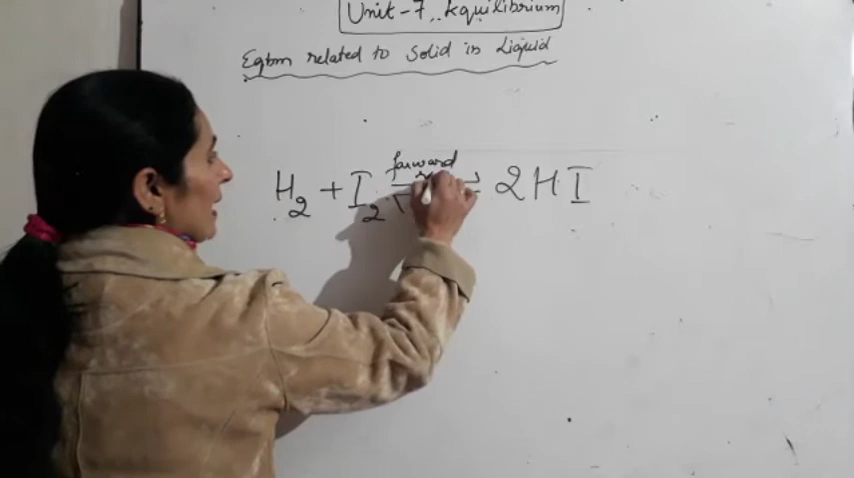 Unit-7, Equilibrium
Eqbm related to Solid in Liquid
forward
H2 + I2 ⇌ 2HI